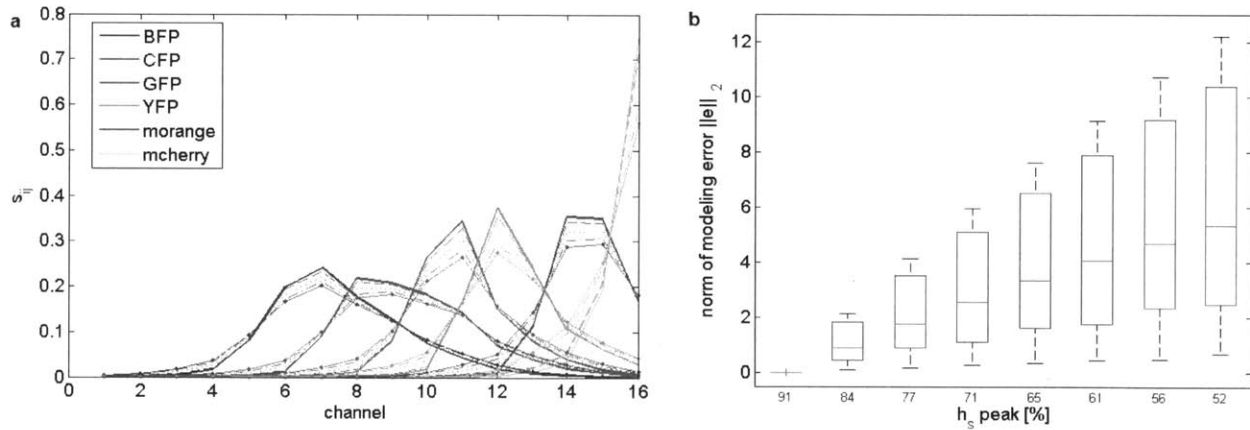 a
0.8
0.7
0.6
0.5
0.4
0.3
0.2
0.1
0
s_ij
BFP
CFP
GFP
YFP
morange
mcherry
0 2 4 6 8 10 12 14 16
channel
b
12
10
8
6
4
2
0
norm of modeling error ||e||_2
91 84 77 71 65 61 56 52
h_s peak [%]